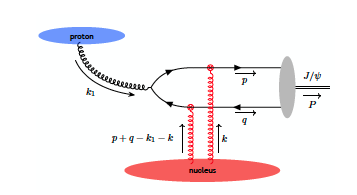 proton
J/ψ
p
k₁
P
q
p + q − k₁ − k
k
nucleus